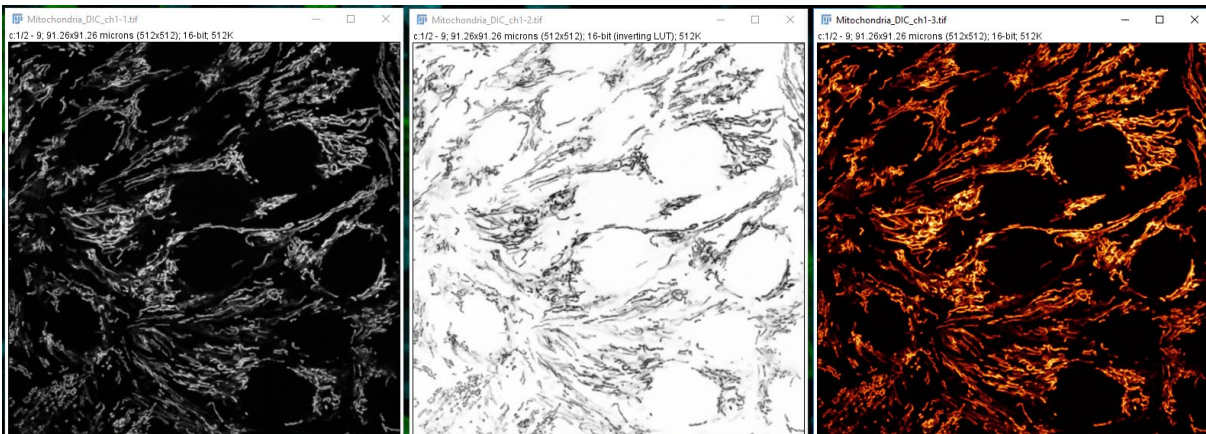 Mitochondria_DIC_ch1-1.tif
c:1/2 - 9; 91.26x91.26 microns (512x512); 16-bit; 512K
Mitochondria_DIC_ch1-2.tif
c:1/2 - 9; 91.26x91.26 microns (512x512); 16-bit (inverting LUT); 512K
Mitochondria_DIC_ch1-3.tif
c:1/2 - 9; 91.26x91.26 microns (512x512); 16-bit; 512K